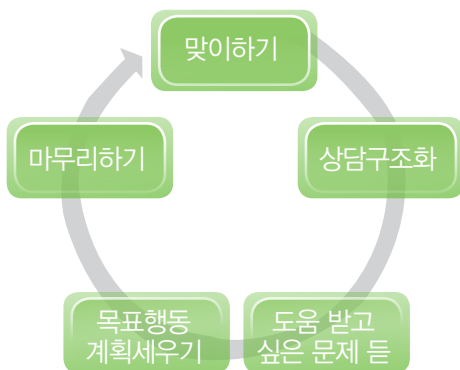 맞이하기
상담구조화
도움 받고
싶은 문제 듣
목표행동
계획세우기
마무리하기